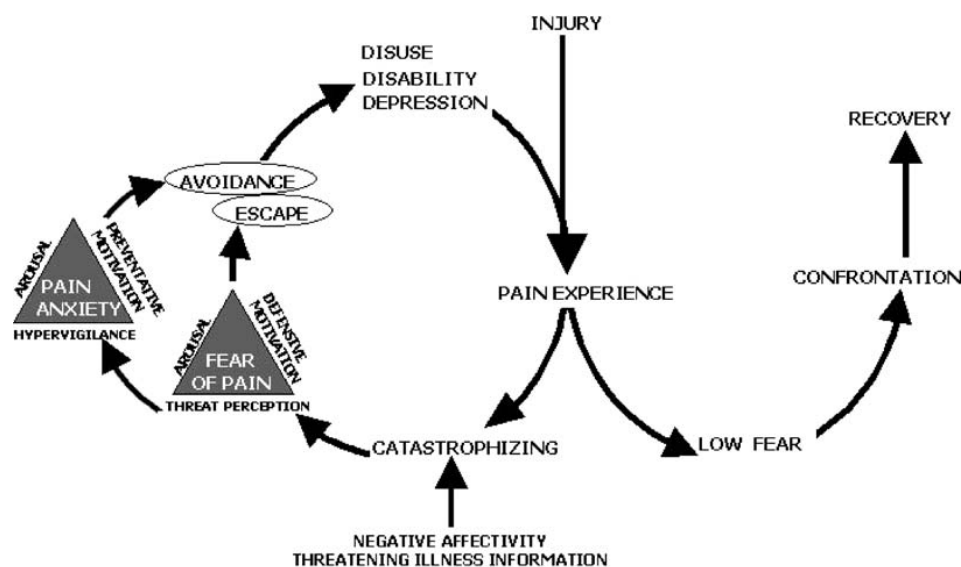 INJURY
DISUSE
DISABILITY
DEPRESSION
RECOVERY
AVOIDANCE
ESCAPE
AROUSAL
PAIN
ANXIETY
PREVENTATIVE
MOTIVATION
HYPERVIGILANCE
AROUSAL
FEAR
OF PAIN
DEFENSIVE
MOTIVATION
THREAT PERCEPTION
PAIN EXPERIENCE
CONFRONTATION
CATASTROPHIZING
LOW FEAR
NEGATIVE AFFECTIVITY
THREATENING ILLNESS INFORMATION